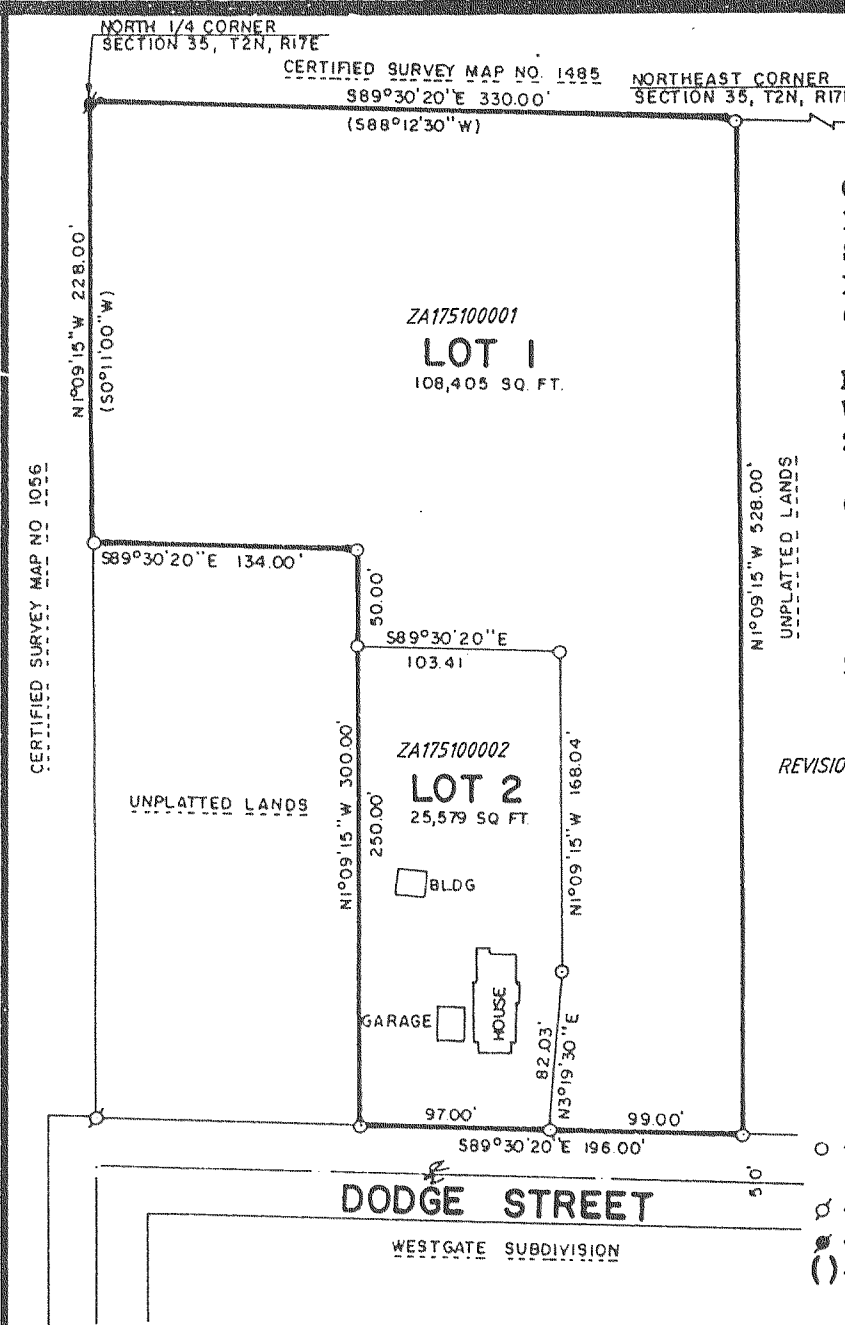 NORTH 1/4 CORNER
SECTION 35, T2N, R17E
CERTIFIED SURVEY MAP NO. 1485
NORTHEAST CORNER
SECTION 35, T2N, R17E
S89°30'20"E 330.00'
(S88°12'30"W)
N1°09'15"W 228.00'
(S0°11'00"W)
ZA175100001
LOT 1
108,405 SQ. FT.
CERTIFIED SURVEY MAP NO 1056
N1°09'15"W 528.00'
UNPLATTED LANDS
S89°30'20"E 134.00'
50.00'
S89°30'20"E
103.41
ZA175100002
LOT 2
25,579 SQ FT.
N1°09'15"W 300.00'
250.00'
N1°09'15"W 168.04'
REVISIO
UNPLATTED LANDS
BLDG
GARAGE
HOUSE
82.03'
N3°19'30"E
97.00'
99.00'
S89°30'20"E 196.00'
50'
DODGE STREET
WESTGATE SUBDIVISION
( )